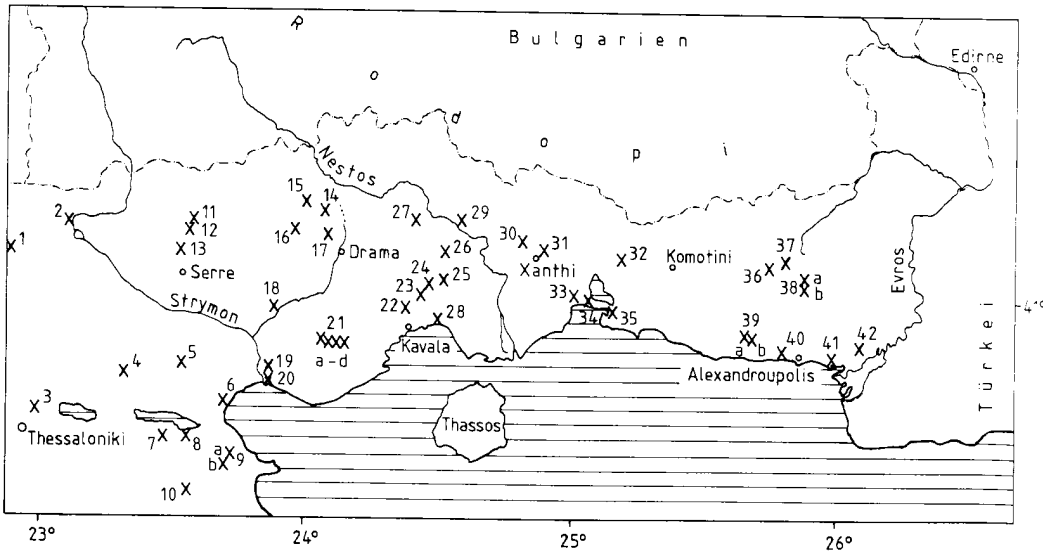 Bulgarien
Rodopi
Edirne
Nestos
15
14
2
11
12
27
29
1
16
17
13
30
31
37
Drama
26
32
Komotini
36
a
Serre
24
25
Xanthi
38
b
Evros
23
Strymon
18
22
33
41°
28
34
35
21
39
Kavala
40
42
a-d
a
b
41
4
5
19
20
Alexandroupolis
Türkei
6
3
Thessaloniki
Thassos
7
8
a
b
9
10
23°
24°
25°
26°